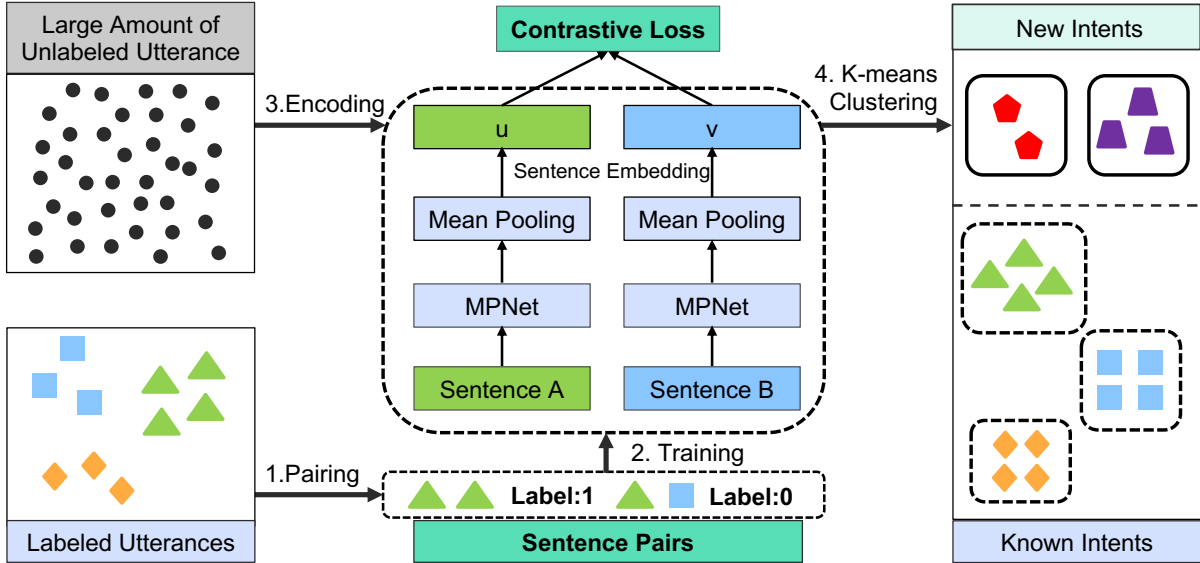 Large Amount of
Unlabeled Utterance
3.Encoding
Labeled Utterances
1.Pairing
Contrastive Loss
u
v
Sentence Embedding
Mean Pooling
Mean Pooling
MPNet
MPNet
Sentence A
Sentence B
2. Training
Label:1
Label:0
Sentence Pairs
4. K-means
Clustering
New Intents
Known Intents